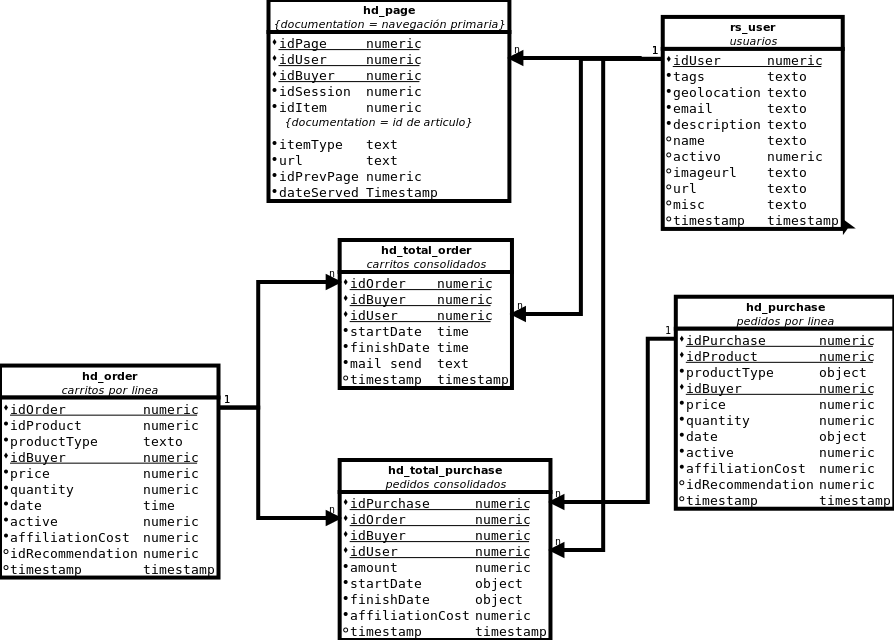 hd_page
{documentation = navegación primaria}
idPage numeric
idUser numeric
idBuyer numeric
idSession numeric
idItem numeric
{documentation = id de articulo}
itemType text
url text
idPrevPage numeric
dateServed Timestamp
n
1
rs_user
usuarios
idUser numeric
tags texto
geolocation texto
email texto
description texto
name texto
activo numeric
imageurl texto
url texto
misc texto
timestamp timestamp
hd_total_order
carritos consolidados
idOrder numeric
idBuyer numeric
idUser numeric
startDate time
finishDate time
mail send text
timestamp timestamp
n
n
hd_purchase
pedidos por linea
idPurchase numeric
idProduct numeric
productType object
idBuyer numeric
price numeric
quantity numeric
date object
active numeric
affiliationCost numeric
idRecommendation numeric
timestamp timestamp
1
hd_order
carritos por linea
idOrder numeric
idProduct numeric
productType texto
idBuyer numeric
price numeric
quantity numeric
date time
active numeric
affiliationCost numeric
idRecommendation numeric
timestamp timestamp
1
hd_total_purchase
pedidos consolidados
idPurchase numeric
idOrder numeric
idBuyer numeric
idUser numeric
amount numeric
startDate object
finishDate object
affiliationCost numeric
timestamp timestamp
n
n
n